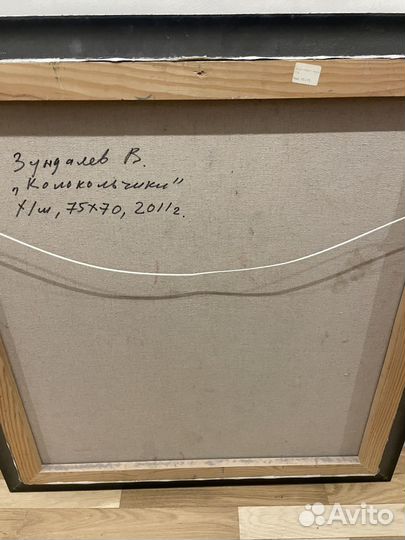 Зундалев В.
„Колокольчики"
Х/м, 75х70, 2011г.
Avito